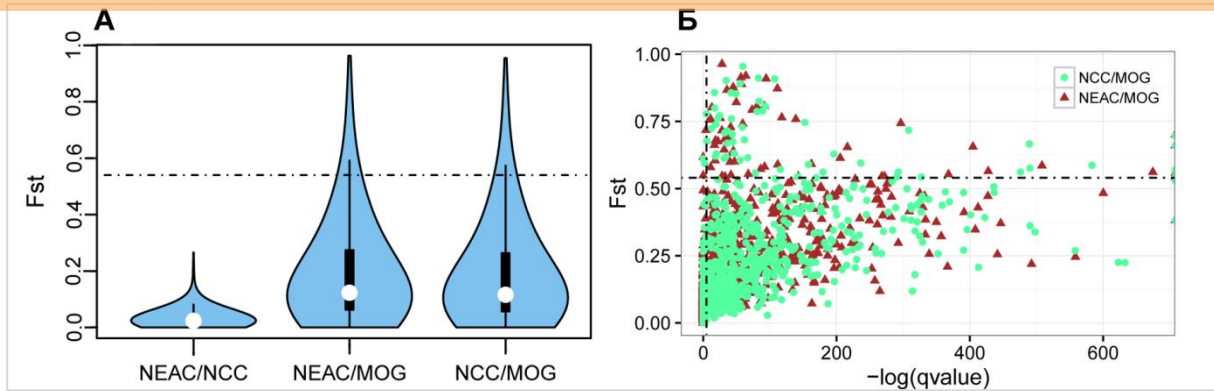 А
Fst
1.0
0.8
0.6
0.4
0.2
0.0
NEAC/NCC NEAC/MOG NCC/MOG
Б
Fst
1.00
0.75
0.50
0.25
0.00
NCC/MOG
NEAC/MOG
0 200 400 600
−log(qvalue)